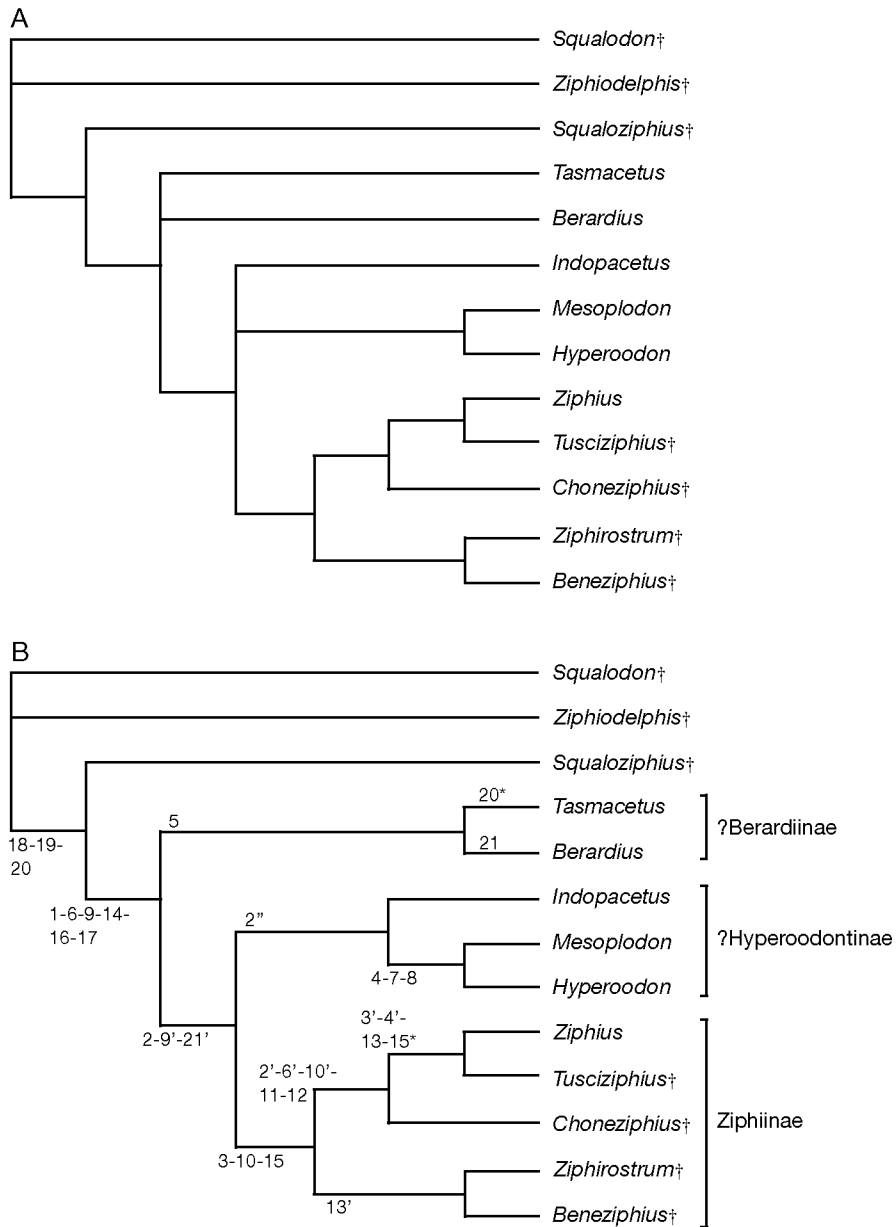 A
Squalodon†
Ziphiodelphis†
Squaloziphius†
Tasmacetus
Berardius
Indopacetus
Mesoplodon
Hyperoodon
Ziphius
Tusciziphius†
Choneziphius†
Ziphirostrum†
Beneziphius†
B
Squalodon†
Ziphiodelphis†
Squaloziphius†
18-19-
20
1-6-9-14-
16-17
5
20*
Tasmacetus
21
Berardius
?Berardiinae
2-9'-21'
2”
Indopacetus
4-7-8
Mesoplodon
Hyperoodon
?Hyperoodontinae
3-10-15
2’-6’-10’-
11-12
3’-4’-
13-15*
Ziphius
Tusciziphius†
Choneziphius†
13’
Ziphirostrum†
Beneziphius†
Ziphiinae